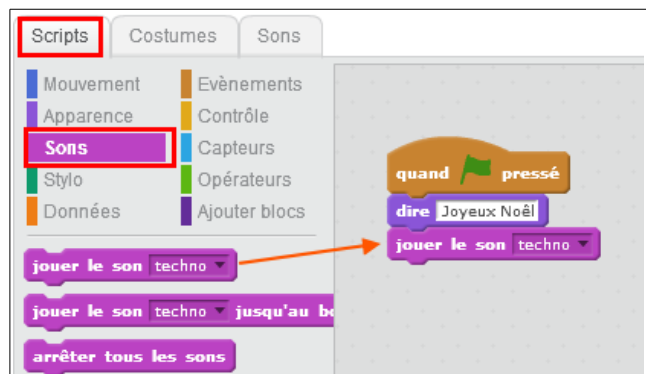 Scripts Costumes Sons
Mouvement Evènements
Apparence Contrôle
Sons Capteurs
Stylo Opérateurs
Données Ajouter blocs
jouer le son techno
jouer le son techno jusqu'au bo
arrêter tous les sons
quand pressé
dire Joyeux Noêl
jouer le son techno